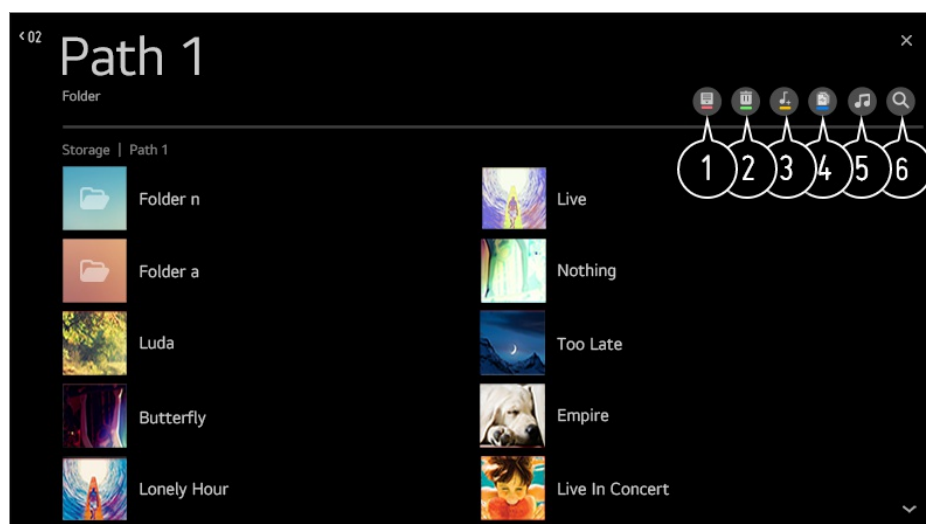 < 02
Path 1
Folder
1 2 3 4 5 6
Storage | Path 1
Folder n
Live
Folder a
Nothing
Luda
Too Late
Butterfly
Empire
Lonely Hour
Live In Concert